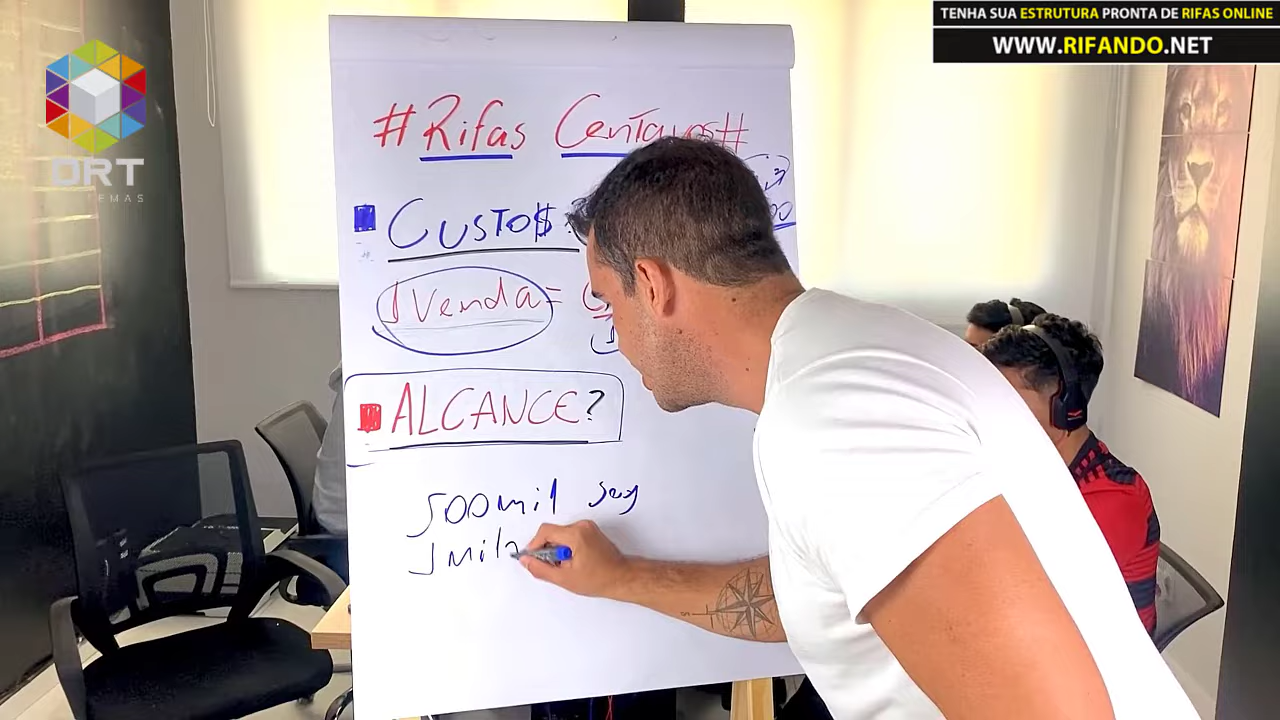 TENHA SUA ESTRUTURA PRONTA DE RIFAS ONLINE
WWW.RIFANDO.NET
ORT
TEMAS
#Rifas Centavos#
CUSTO$
1 Venda =
ALCANCE?
500mil seg